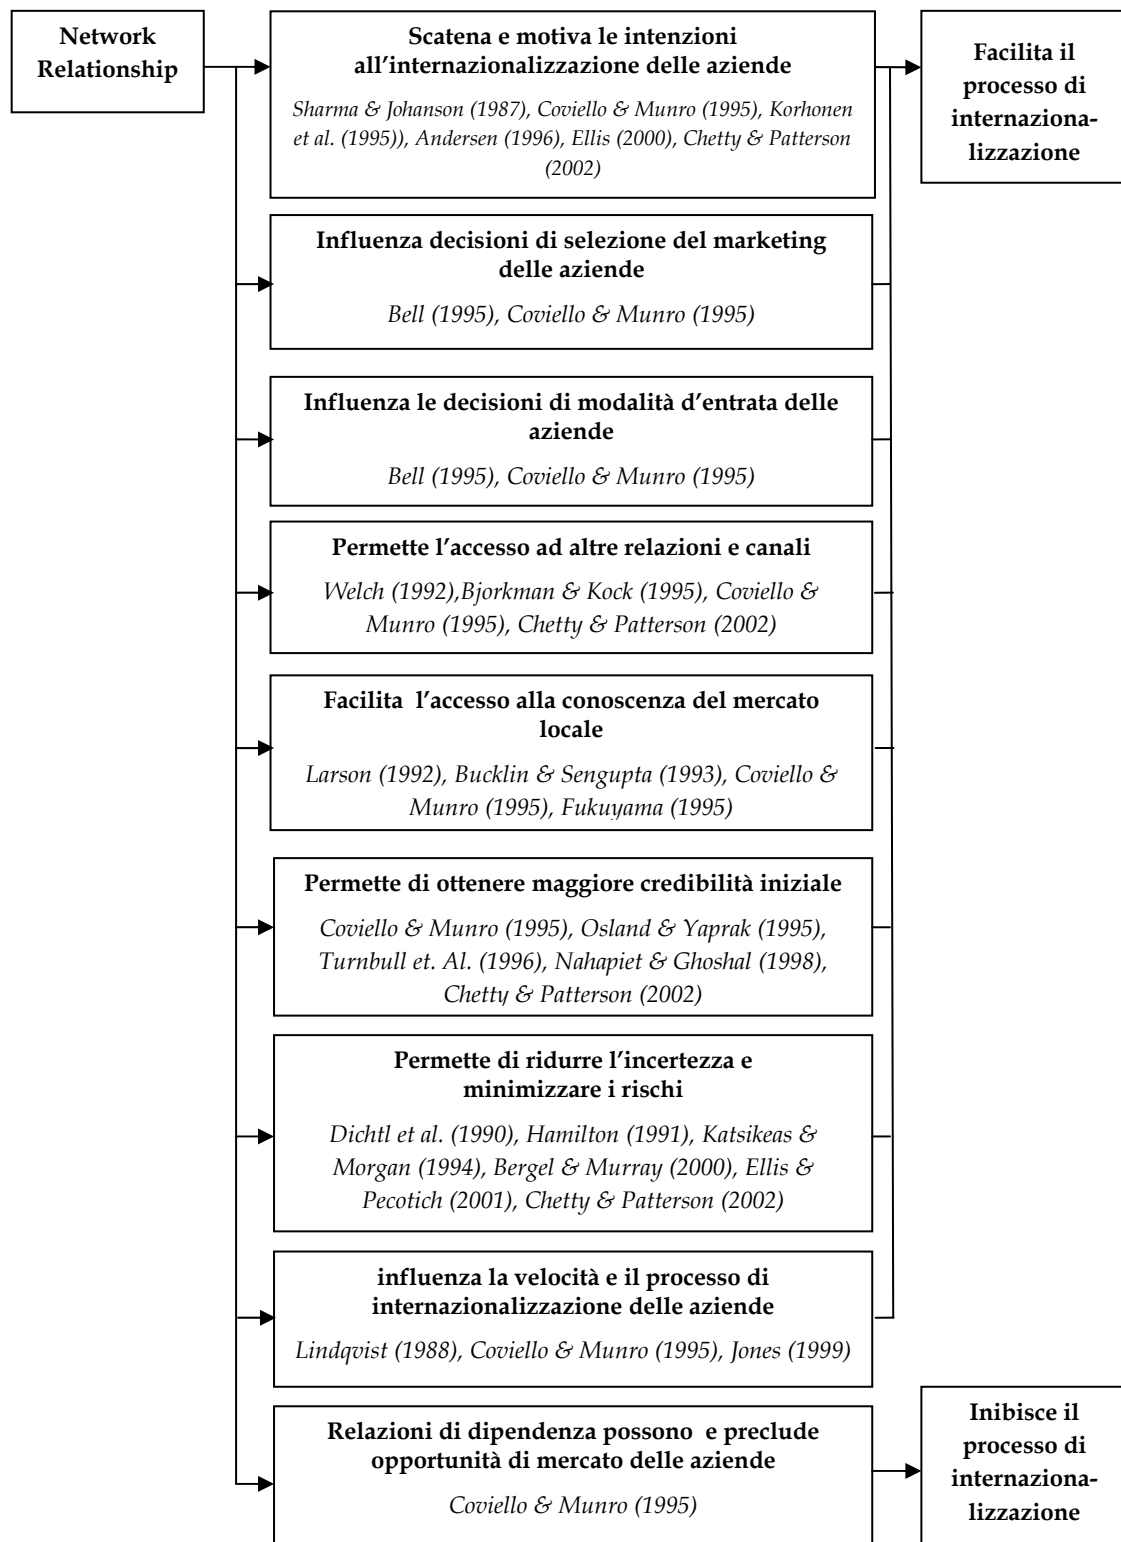 Network
Relationship
Scatena e motiva le intenzioni
all’internazionalizzazione delle aziende
Sharma & Johanson (1987), Coviello & Munro (1995), Korhonen
et al. (1995)), Andersen (1996), Ellis (2000), Chetty & Patterson
(2002)
Facilita il
processo di
internaziona-
lizzazione
Influenza decisioni di selezione del marketing
delle aziende
Bell (1995), Coviello & Munro (1995)
Influenza le decisioni di modalità d’entrata delle
aziende
Bell (1995), Coviello & Munro (1995)
Permette l’accesso ad altre relazioni e canali
Welch (1992),Bjorkman & Kock (1995), Coviello &
Munro (1995), Chetty & Patterson (2002)
Facilita  l’accesso alla conoscenza del mercato
locale
Larson (1992), Bucklin & Sengupta (1993), Coviello &
Munro (1995), Fukuyama (1995)
Permette di ottenere maggiore credibilità iniziale
Coviello & Munro (1995), Osland & Yaprak (1995),
Turnbull et. Al. (1996), Nahapiet & Ghoshal (1998),
Chetty & Patterson (2002)
Permette di ridurre l’incertezza e
minimizzare i rischi
Dichtl et al. (1990), Hamilton (1991), Katsikeas &
Morgan (1994), Bergel & Murray (2000), Ellis &
Pecotich (2001), Chetty & Patterson (2002)
influenza la velocità e il processo di
internazionalizzazione delle aziende
Lindqvist (1988), Coviello & Munro (1995), Jones (1999)
Relazioni di dipendenza possono  e preclude
opportunità di mercato delle aziende
Coviello & Munro (1995)
Inibisce il
processo di
internaziona-
lizzazione